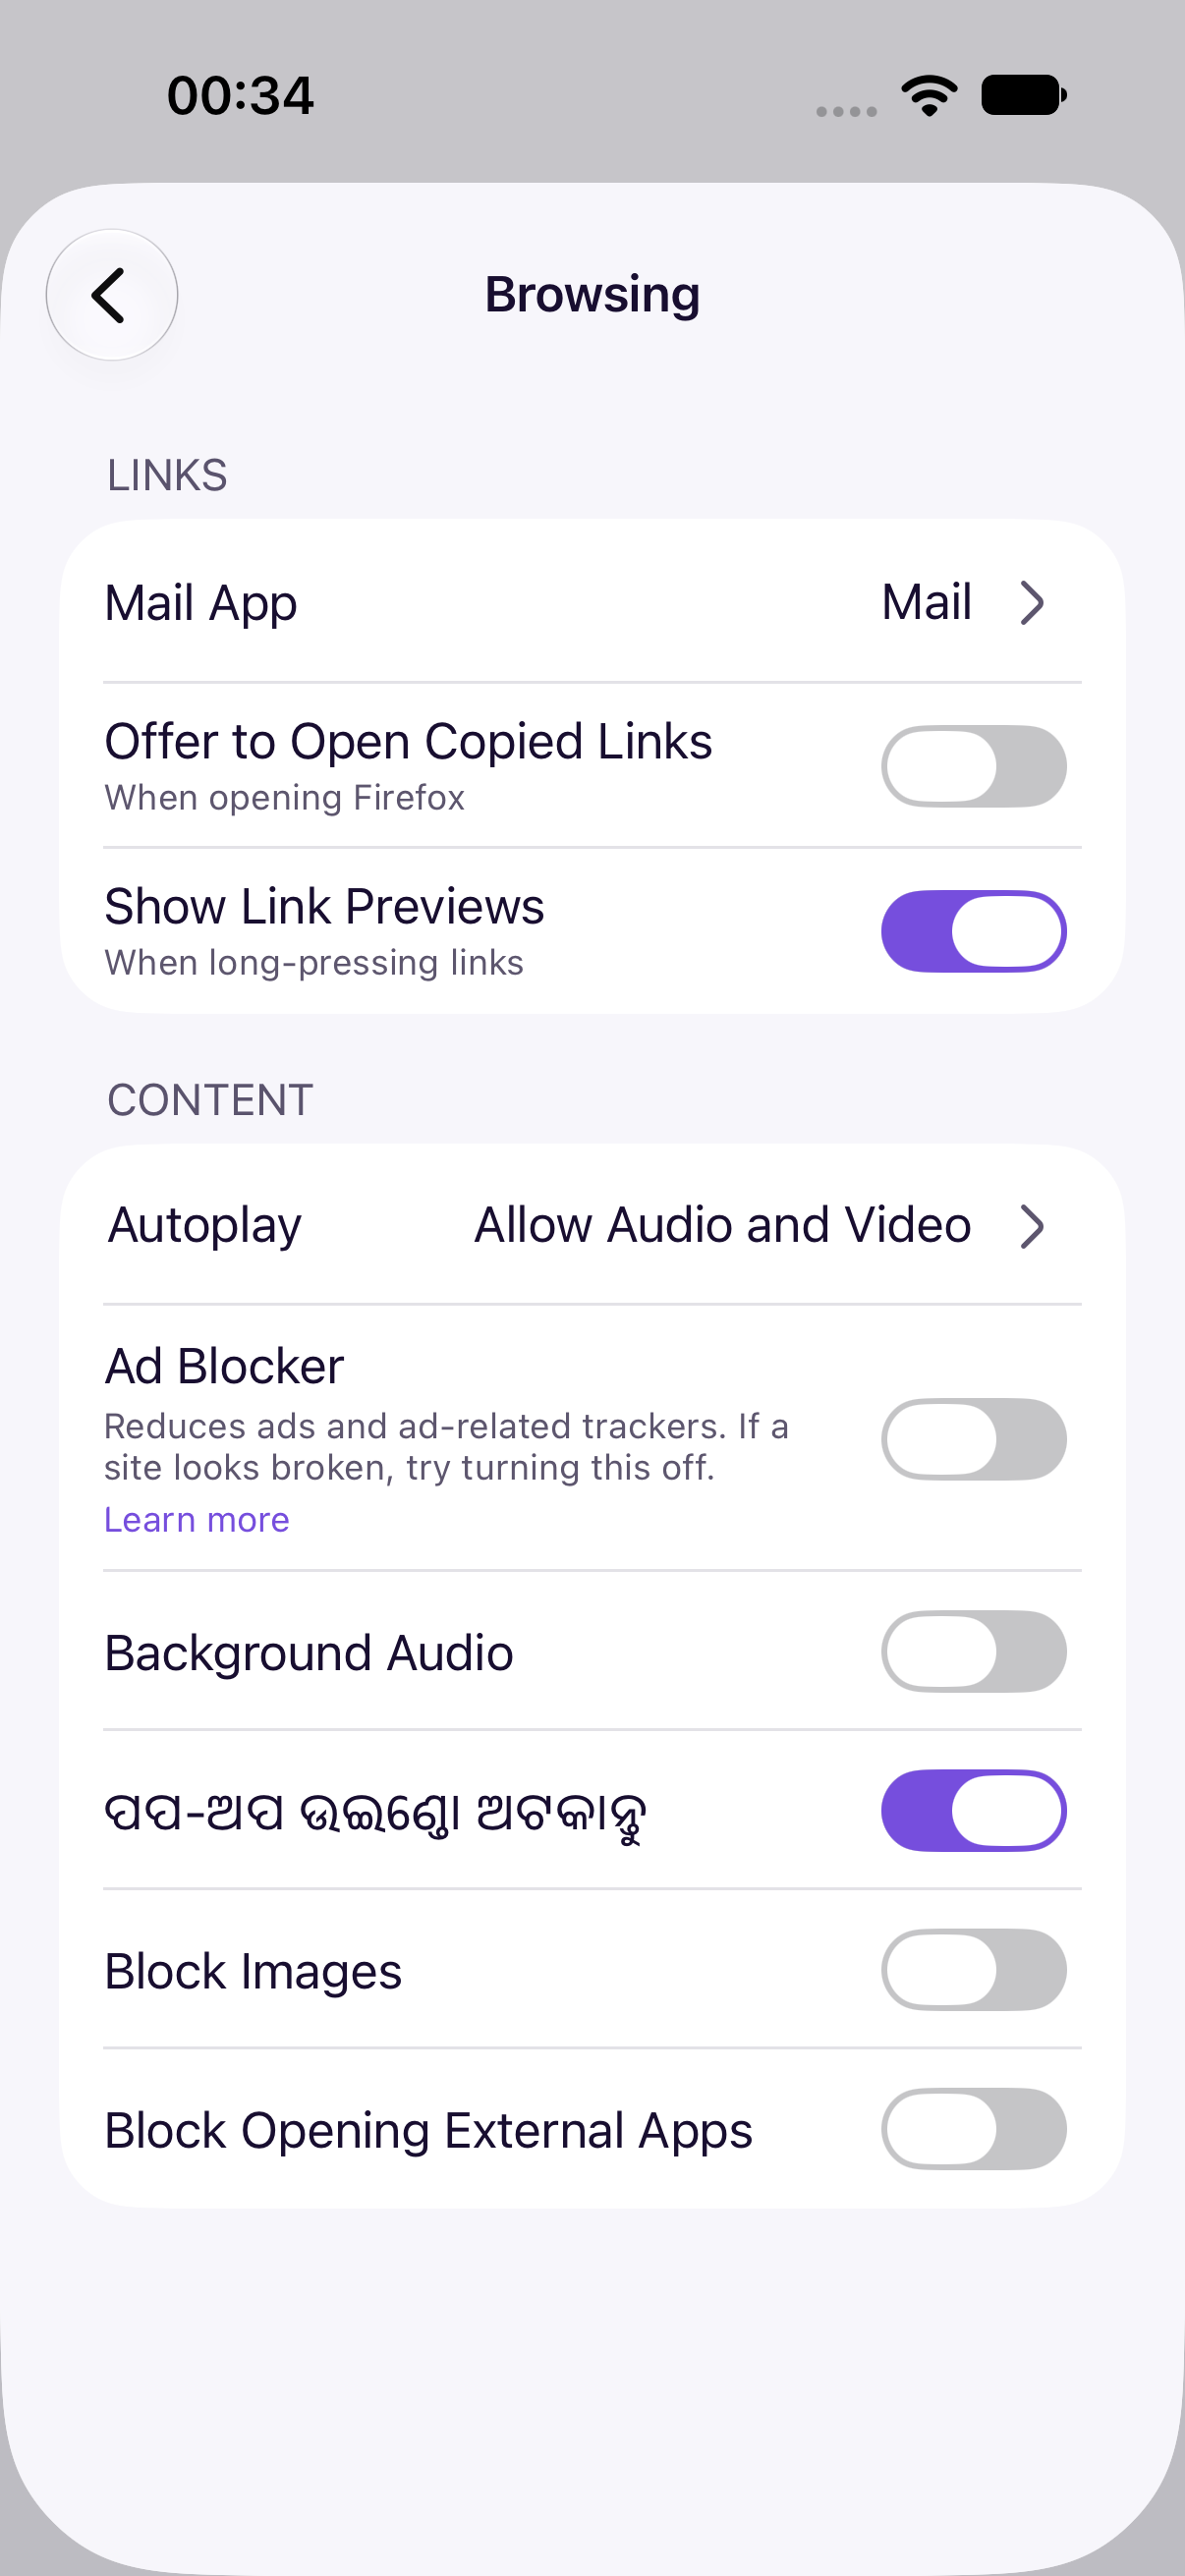 00:34
Browsing
LINKS
Mail App Mail
Offer to Open Copied Links
When opening Firefox
Show Link Previews
When long-pressing links
CONTENT
Autoplay Allow Audio and Video
Ad Blocker
Reduces ads and ad-related trackers. If a
site looks broken, try turning this off.
Learn more
Background Audio
ପପ-ଅପ ଉଇଣ୍ଡୋ ଅଟକାନ୍ତୁ
Block Images
Block Opening External Apps